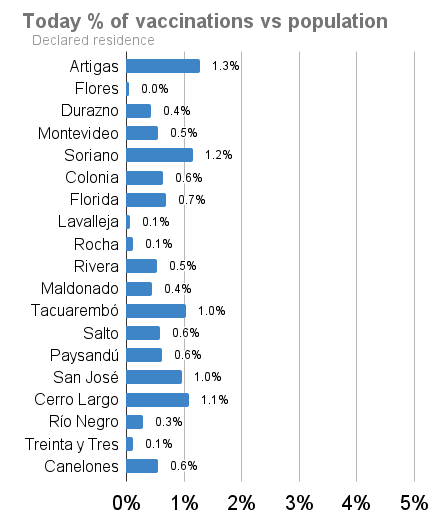 Today % of vaccinations vs population
Declared residence
Artigas 1.3%
Flores 0.0%
Durazno 0.4%
Montevideo 0.5%
Soriano 1.2%
Colonia 0.6%
Florida 0.7%
Lavalleja 0.1%
Rocha 0.1%
Rivera 0.5%
Maldonado 0.4%
Tacuarembó 1.0%
Salto 0.6%
Paysandú 0.6%
San José 1.0%
Cerro Largo 1.1%
Río Negro 0.3%
Treinta y Tres 0.1%
Canelones 0.6%
0% 1% 2% 3% 4% 5%